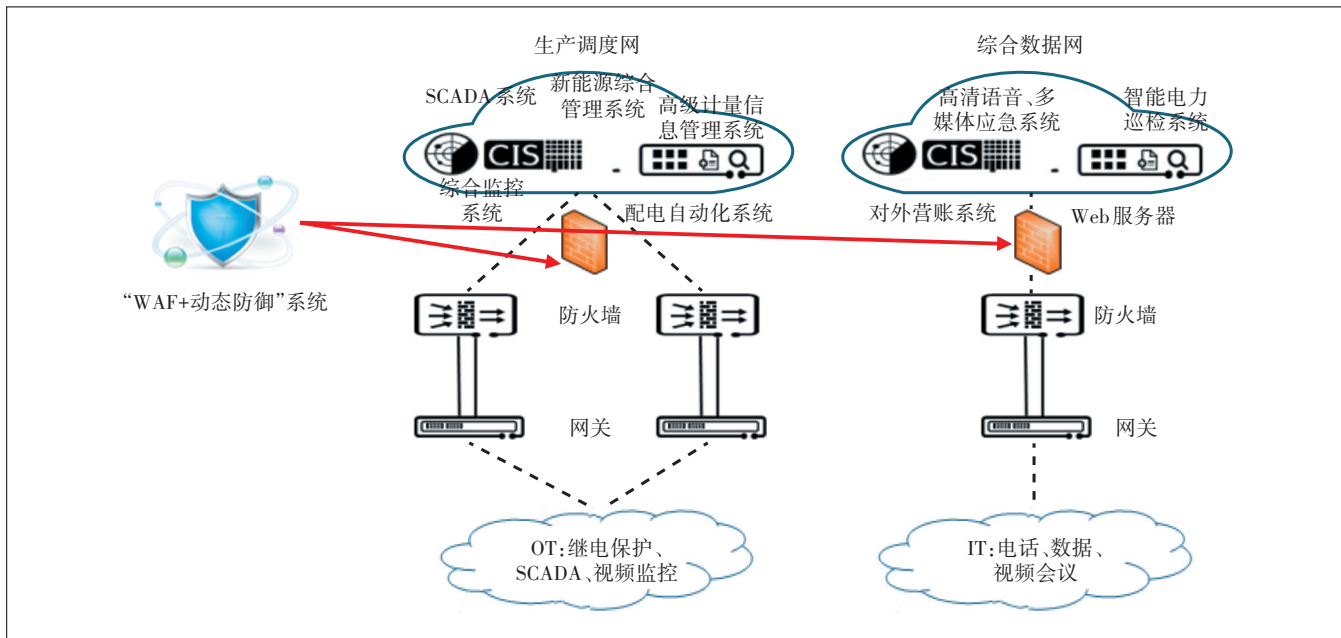 生产调度网
综合数据网
SCADA系统
新能源综合
管理系统
高级计量信
息管理系统
高清语音、多
媒体应急系统
智能电力
巡检系统
CIS
CIS
综合监控
系统
配电自动化系统
对外营账系统
Web服务器
“WAF+动态防御”系统
防火墙
防火墙
网关
网关
OT:继电保护、
SCADA、视频监控
IT:电话、数据、
视频会议